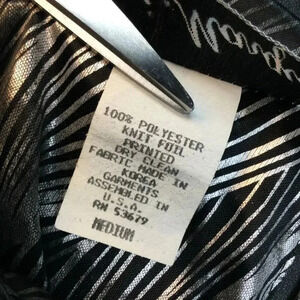 100% POLYESTER
KNIT FOIL
PRINTED
DRY CLEAN
FABRIC MADE IN
KOREA
GARMENTS
ASSEMBLED IN
U.S.A
RN 53679
MEDIUM